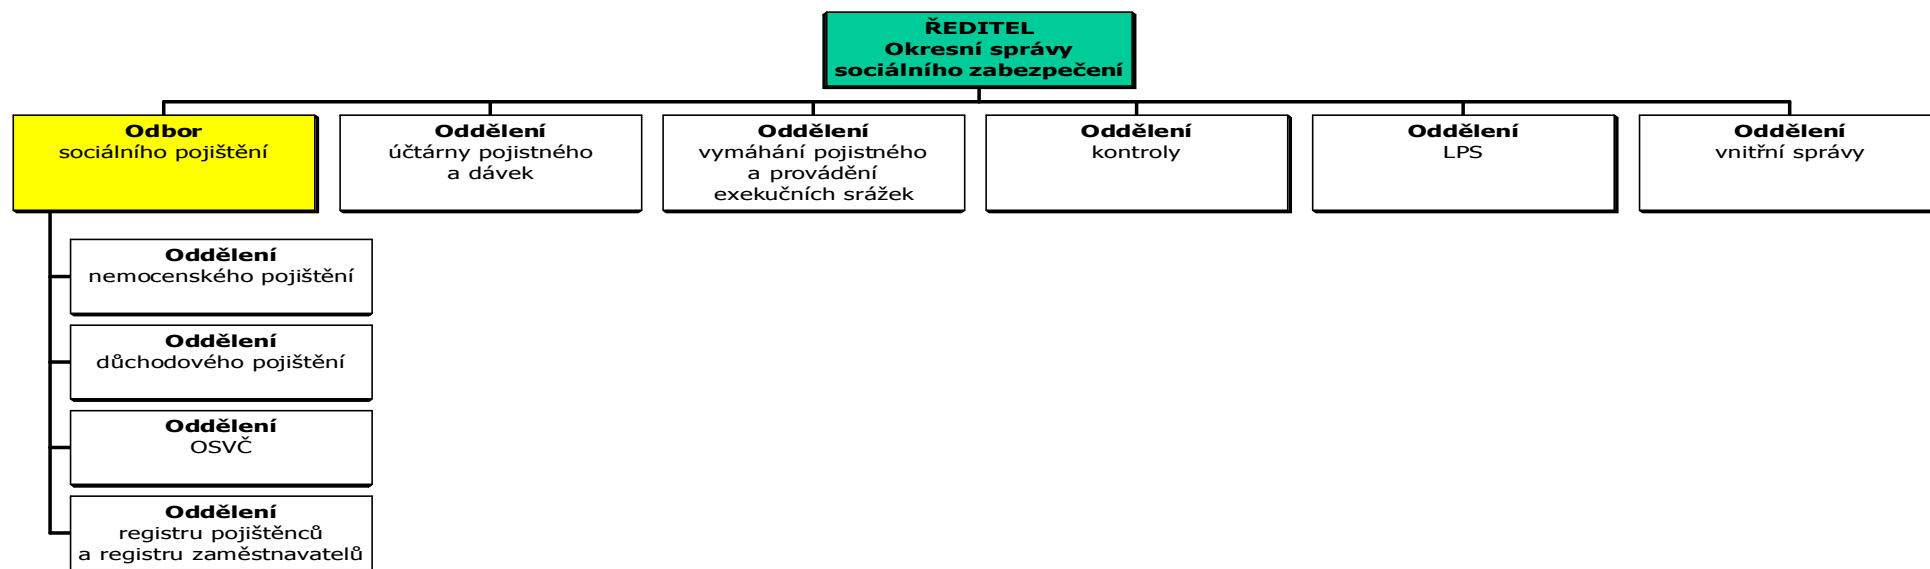 ŘEDITEL
Okresní správy
sociálního zabezpečení
Odbor
sociálního pojištění
Oddělení
účtárny pojistného
a dávek
Oddělení
vymáhání pojistného
a provádění
exekučních srážek
Oddělení
kontroly
Oddělení
LPS
Oddělení
vnitřní správy
Oddělení
nemocenského pojištění
Oddělení
důchodového pojištění
Oddělení
OSVČ
Oddělení
registru pojištěnců
a registru zaměstnavatelů